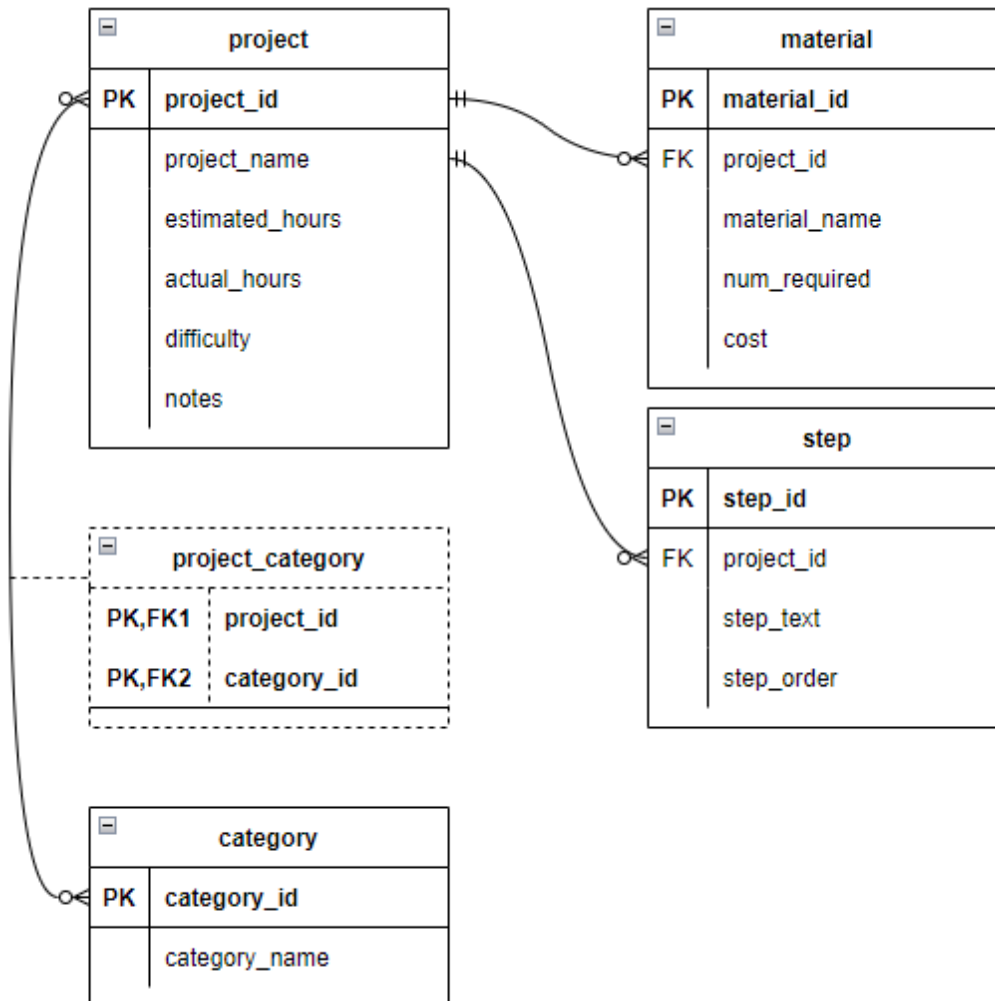 project
PK project_id
project_name
estimated_hours
actual_hours
difficulty
notes
material
PK material_id
FK project_id
material_name
num_required
cost
step
PK step_id
FK project_id
step_text
step_order
project_category
PK,FK1 project_id
PK,FK2 category_id
category
PK category_id
category_name